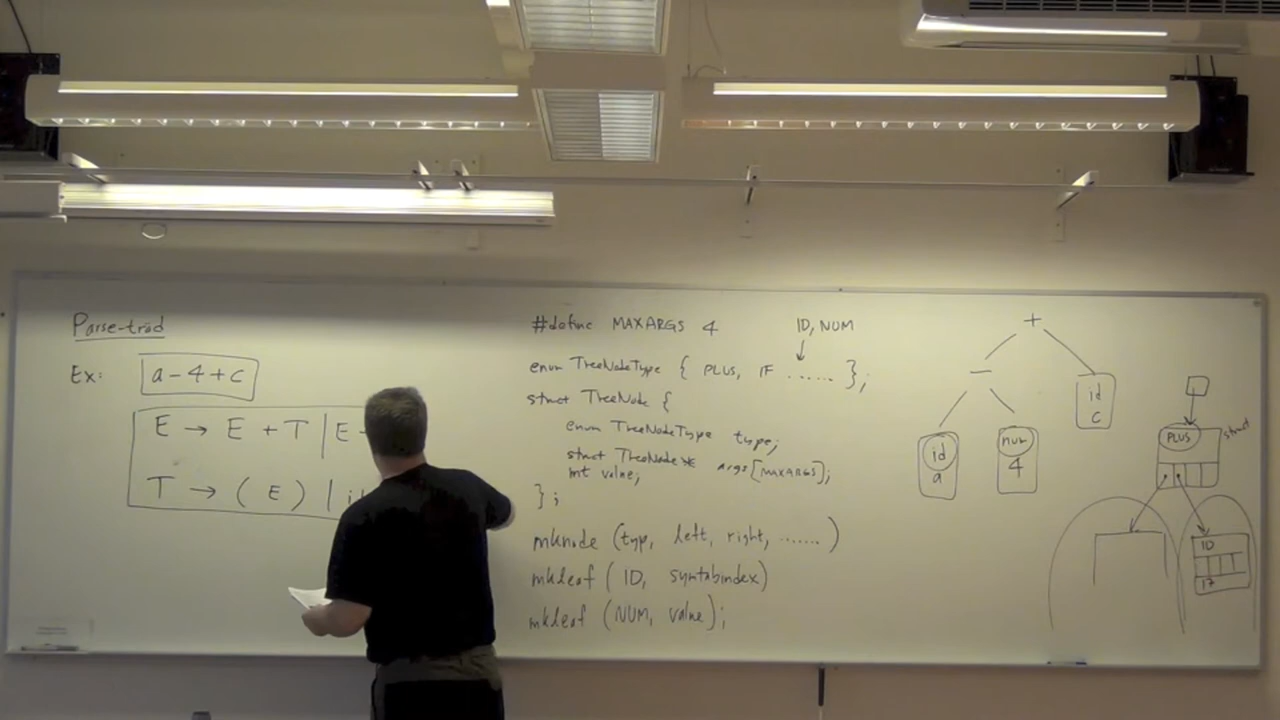 Parse-träd
Ex: a - 4 + c
E → E + T | E -
T → ( E ) | i
#define MAXARGS 4
ID, NUM
enum TreeNodeType { PLUS, IF ...... };
struct TreeNode {
enum TreeNodeType type;
struct TreeNode * args[MAXARGS];
int value;
};
mknode (typ, left, right, ...... )
mkleaf ( ID, symtabindex)
mkleaf (NUM, value);
+
-
id
c
id
a
num
4
PLUS
struct
ID
17